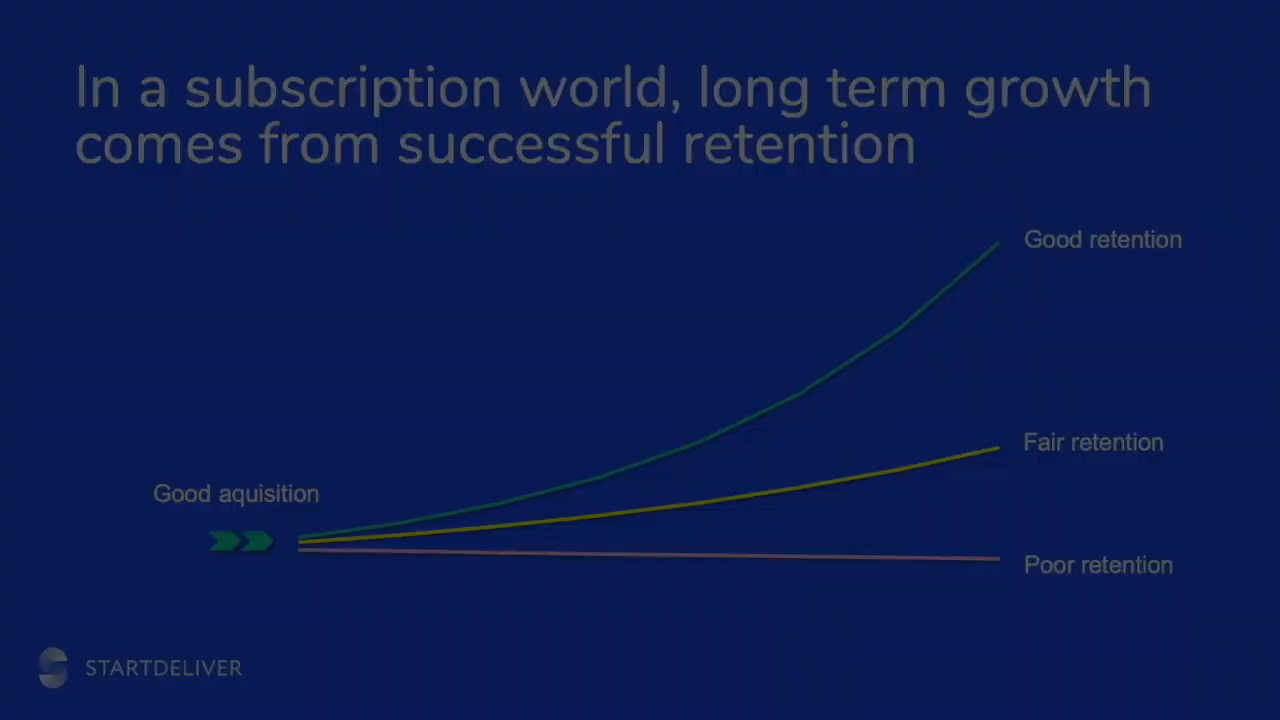 In a subscription world, long term growth
comes from successful retention
Good retention
Fair retention
Good aquisition
Poor retention
STARTDELIVER